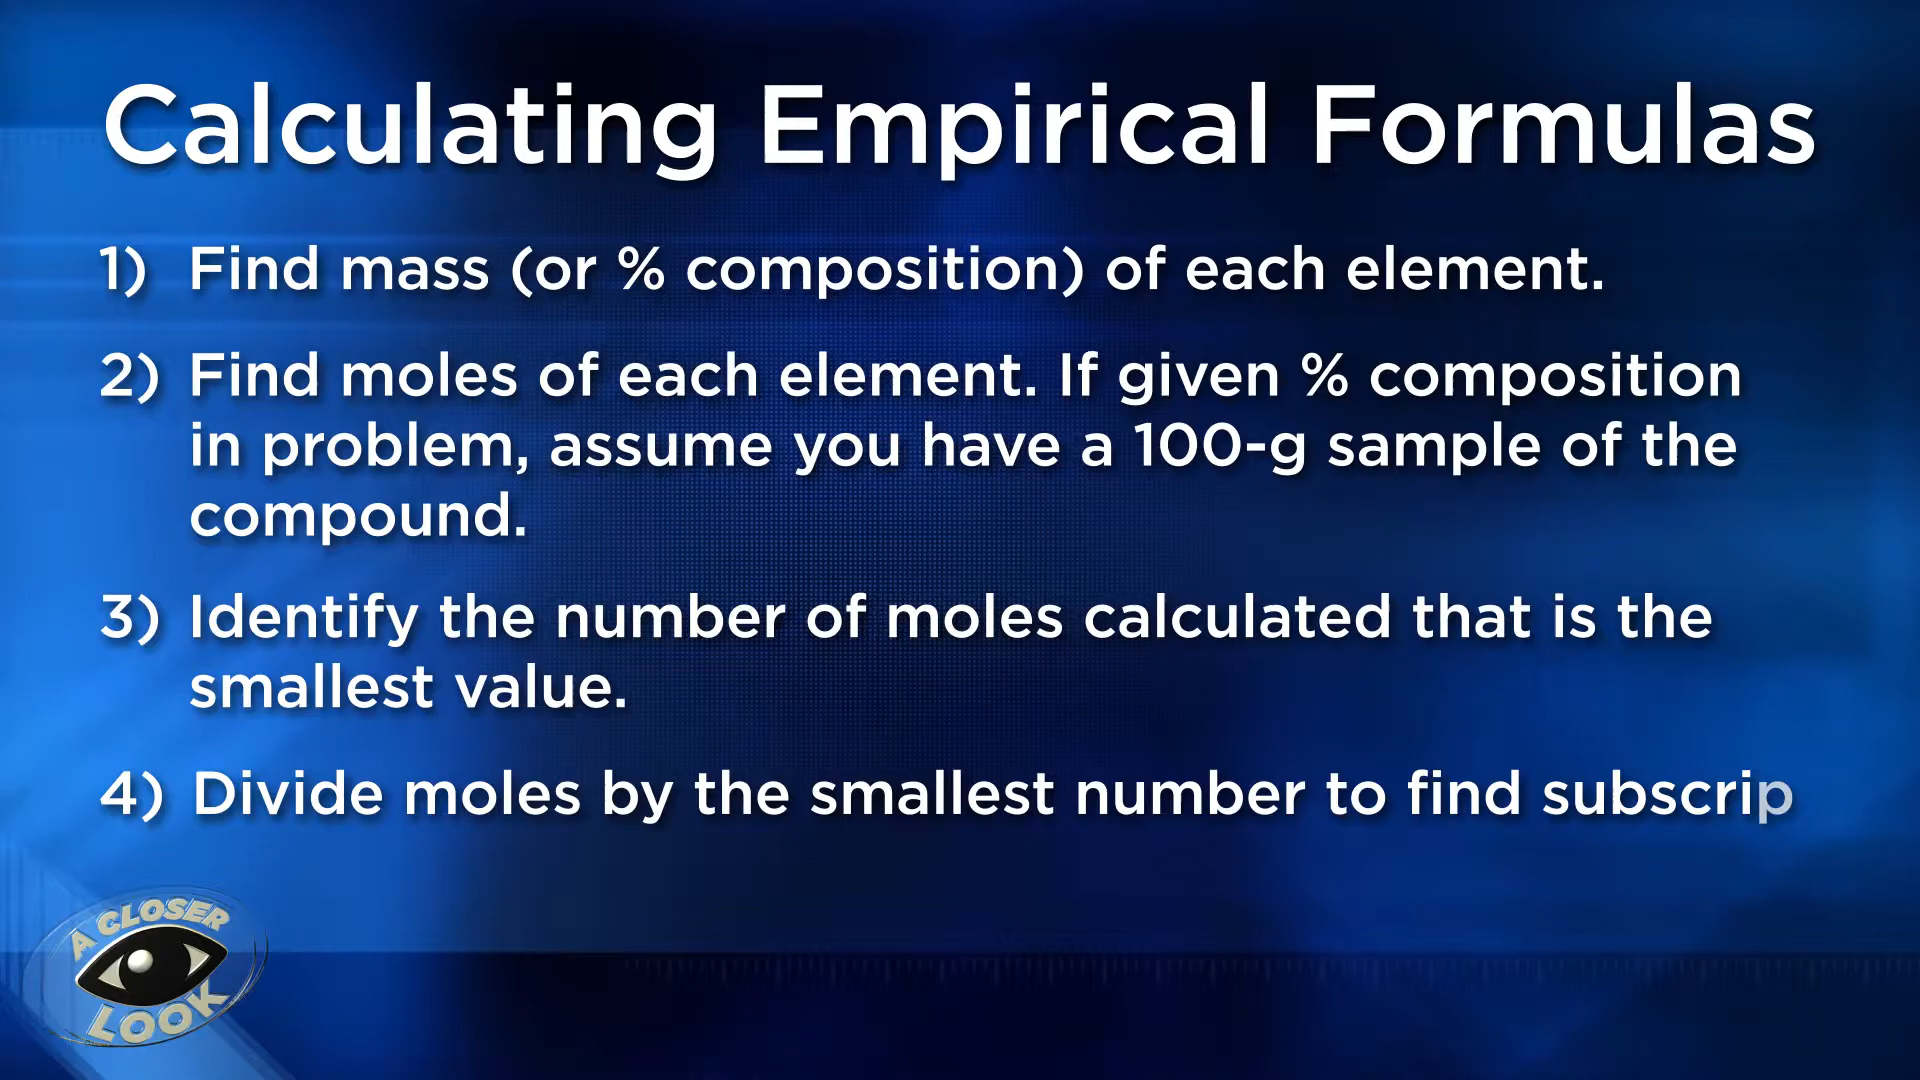 Calculating Empirical Formulas
1) Find mass (or % composition) of each element.
2) Find moles of each element. If given % composition
in problem, assume you have a 100-g sample of the
compound.
3) Identify the number of moles calculated that is the
smallest value.
4) Divide moles by the smallest number to find subscrip
A CLOSER
LOOK